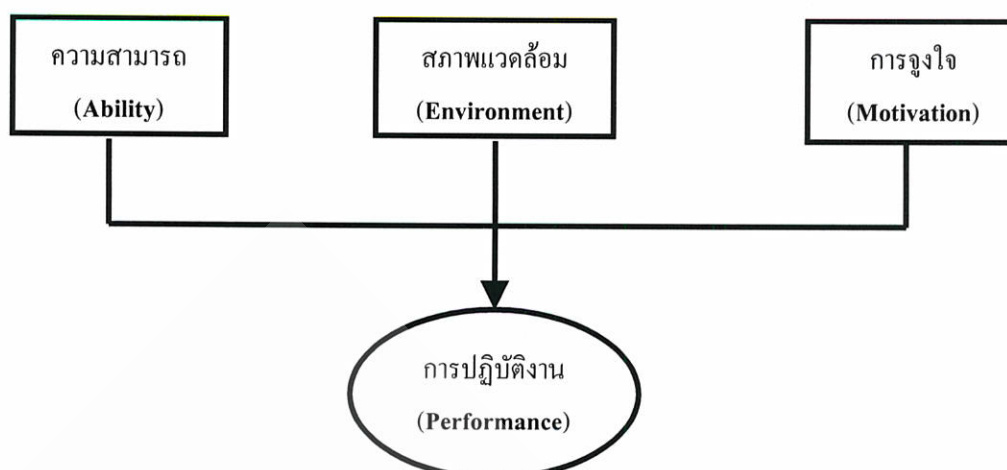 ความสามารถ
(Ability)
สภาพแวดล้อม
(Environment)
การจูงใจ
(Motivation)
การปฏิบัติงาน
(Performance)